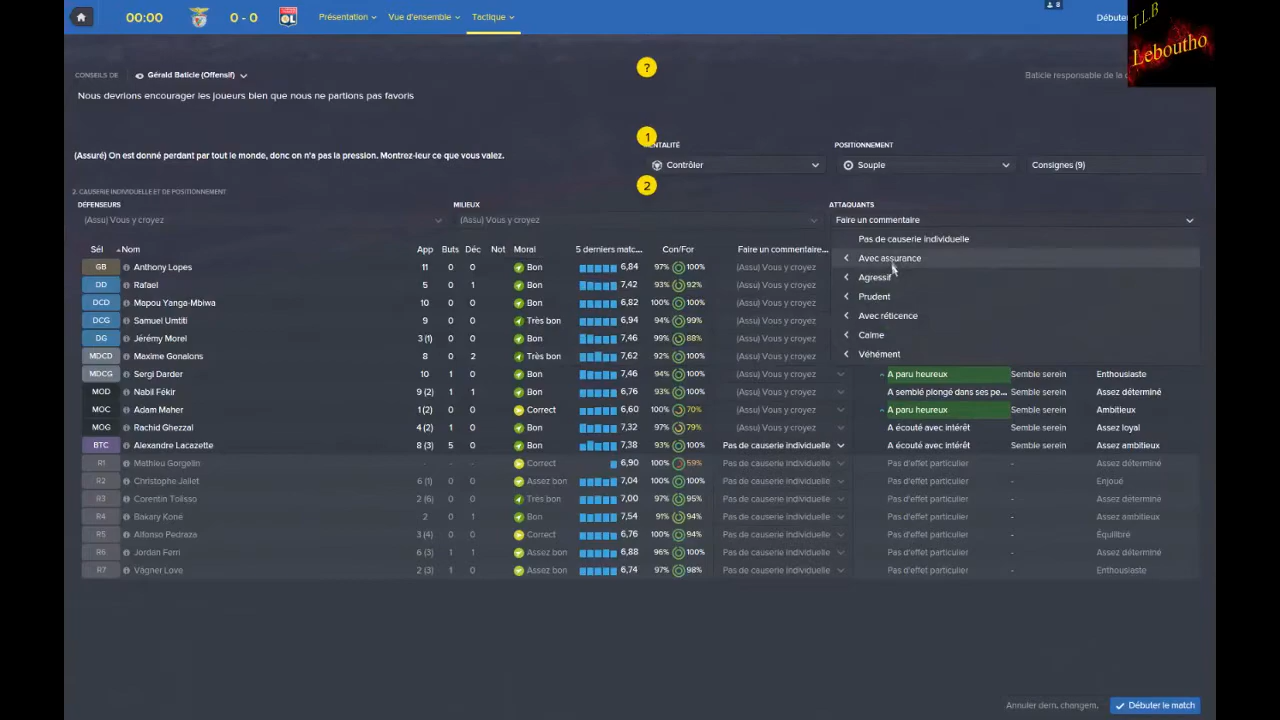 00:00 0 - 0 OL Présentation Vue d'ensemble Tactique 8 Débuter
T.L.B
Leboutho
CONSEILS DE Gérald Baticle (Offensif) ? Baticle responsable de la
Nous devrions encourager les joueurs bien que nous ne partions pas favoris
1
NTALITÉ POSITIONNEMENT
(Assuré) On est donné perdant par tout le monde, donc on n'a pas la pression. Montrez-leur ce que vous valez. Contrôler Souple Consignes (9)
2
2. CAUSERIE INDIVIDUELLE ET DE POSITIONNEMENT
DÉFENSEURS MILIEUX ATTAQUANTS
(Assu) Vous y croyez (Assu) Vous y croyez Faire un commentaire
Pas de causerie individuelle
Avec assurance
Agressif
Prudent
Avec réticence
Calme
Véhément
Sél Nom App Buts Déc Not Moral 5 derniers matc... Con/For Faire un commentaire...
GB Anthony Lopes 11 0 0 Bon 6,84 97% 100% (Assu) Vous y croyez
DD Rafael 5 0 1 Bon 7,42 93% 92% (Assu) Vous y croyez
DCD Mapou Yanga-Mbiwa 10 0 0 Bon 6,82 100% 100% (Assu) Vous y croyez
DCG Samuel Umtiti 9 0 0 Très bon 6,94 94% 99% (Assu) Vous y croyez
DG Jérémy Morel 3 (1) 0 0 Bon 7,46 99% 88% (Assu) Vous y croyez
MDCD Maxime Gonalons 8 0 2 Très bon 7,62 92% 100% (Assu) Vous y croyez
MDCG Sergi Darder 10 1 0 Bon 7,46 94% 100% (Assu) Vous y croyez A paru heureux Semble serein Enthousiaste
MOD Nabil Fékir 9 (2) 1 1 Bon 6,76 93% 100% (Assu) Vous y croyez A semblé plongé dans ses pe... Semble serein Assez déterminé
MOC Adam Maher 1 (2) 0 0 Correct 6,60 100% 70% (Assu) Vous y croyez A paru heureux Semble serein Ambitieux
MOG Rachid Ghezzal 4 (2) 1 0 Bon 7,32 97% 79% (Assu) Vous y croyez A écouté avec intérêt Semble serein Assez loyal
BTC Alexandre Lacazette 8 (3) 5 0 Bon 7,38 93% 100% Pas de causerie individuelle A écouté avec intérêt Semble serein Assez ambitieux
R1 Mathieu Gorgelin - - - Correct 6,90 100% 59% Pas de causerie individuelle Pas d'effet particulier - Assez déterminé
R2 Christophe Jallet 6 (1) 0 0 Assez bon 7,04 100% 100% Pas de causerie individuelle Pas d'effet particulier - Enjoué
R3 Corentin Tolisso 2 (6) 0 0 Très bon 7,00 97% 95% Pas de causerie individuelle Pas d'effet particulier - Assez déterminé
R4 Bakary Koné 2 0 1 Bon 7,54 91% 94% Pas de causerie individuelle Pas d'effet particulier - Assez ambitieux
R5 Alfonso Pedraza 3 (4) 0 0 Correct 6,76 100% 94% Pas de causerie individuelle Pas d'effet particulier - Équilibré
R6 Jordan Ferri 6 (3) 1 1 Assez bon 6,88 96% 100% Pas de causerie individuelle Pas d'effet particulier - Assez déterminé
R7 Vágner Love 2 (3) 1 0 Assez bon 6,74 97% 98% Pas de causerie individuelle Pas d'effet particulier - Enthousiaste
Annuler dern. changem. Débuter le match